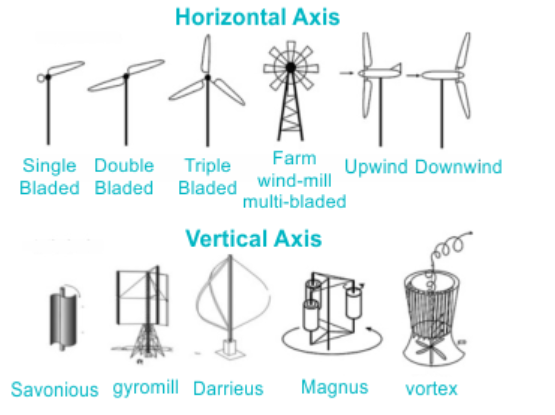 Horizontal Axis
Single Bladed
Double Bladed
Triple Bladed
Farm wind-mill multi-bladed
Upwind
Downwind
Vertical Axis
Savonious
gyromill
Darrieus
Magnus
vortex